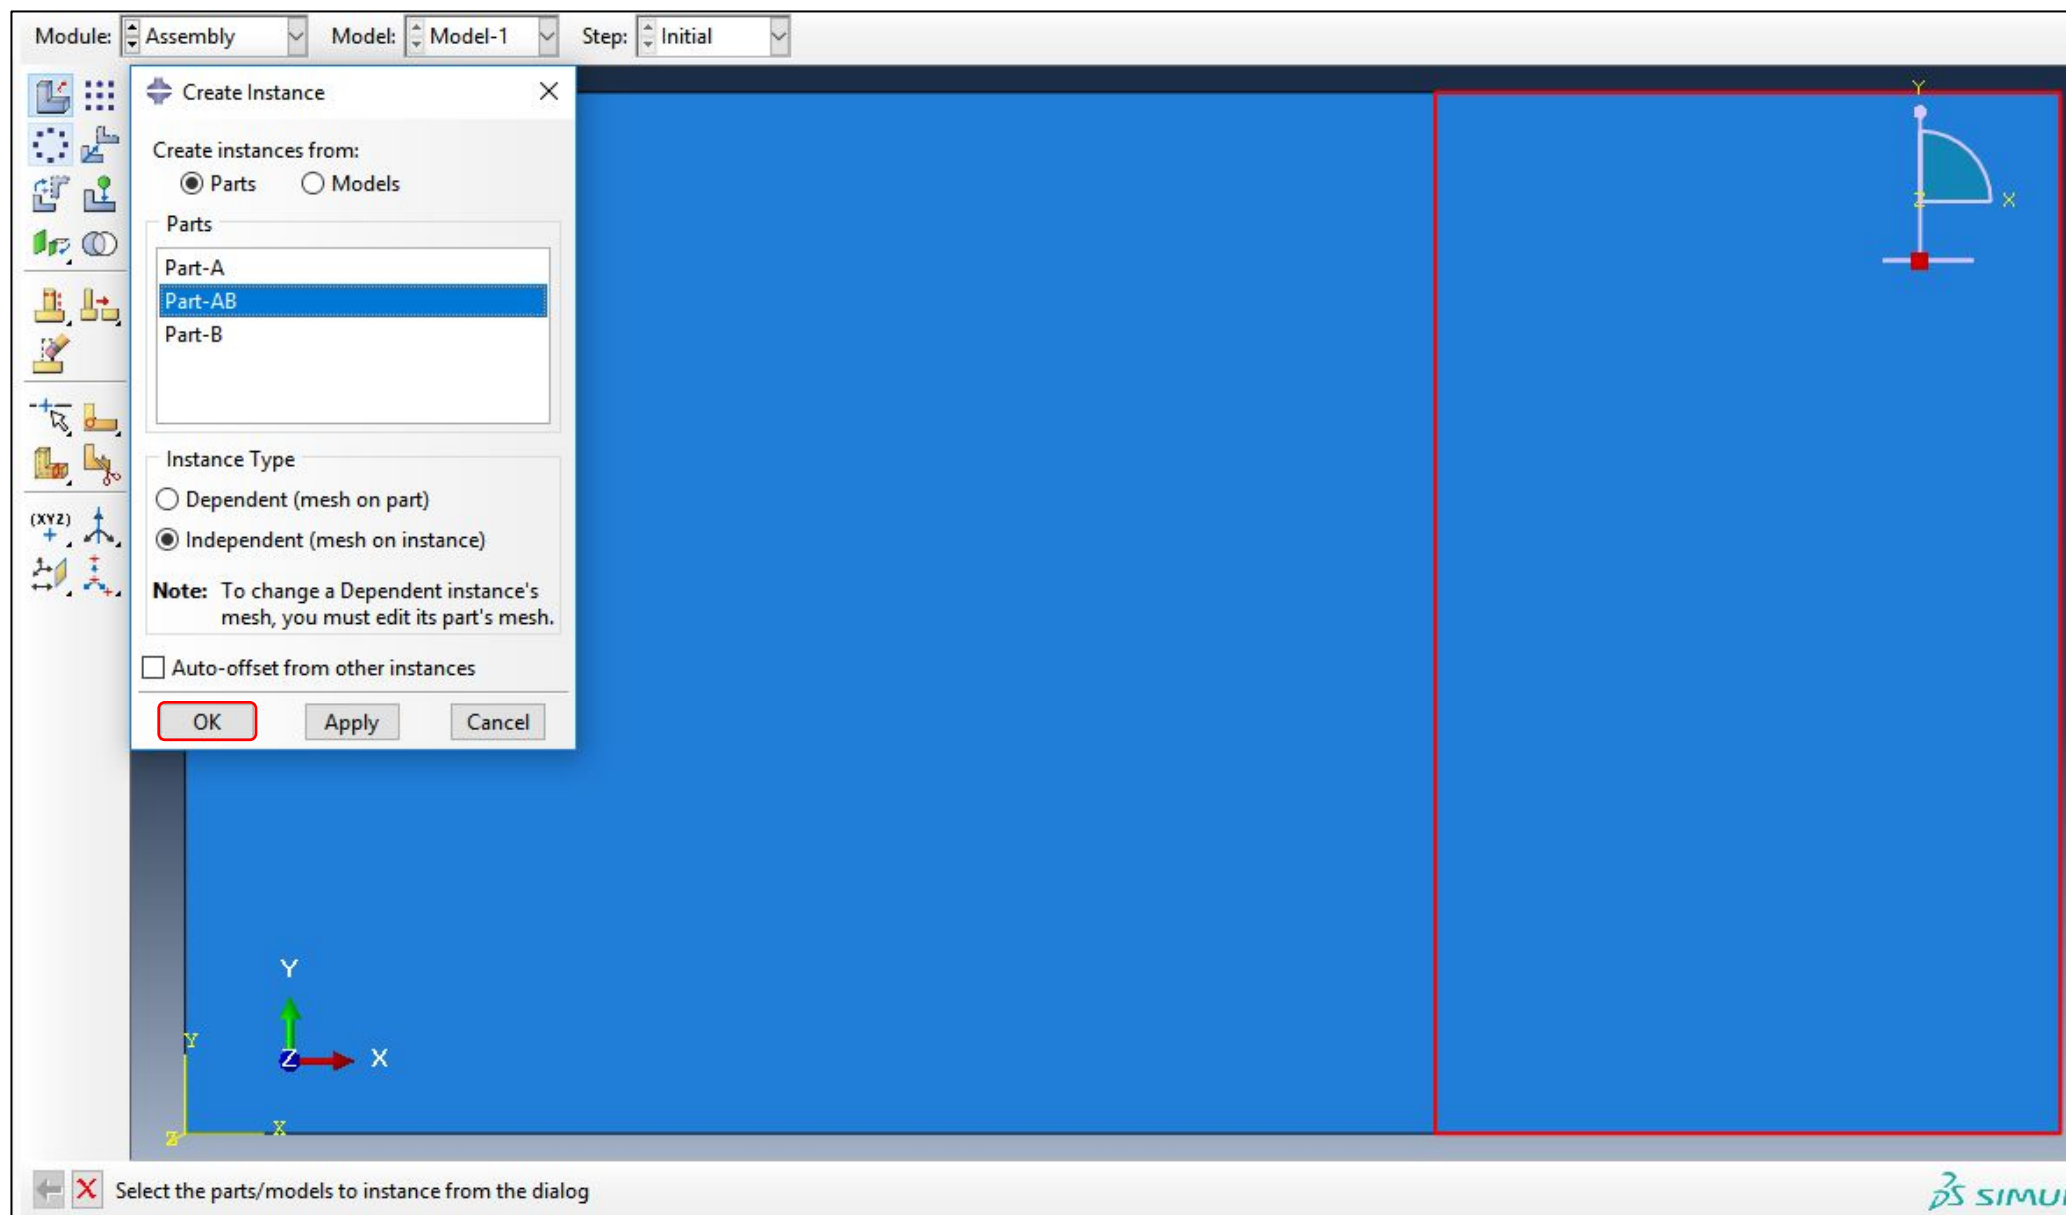 Module: Assembly Model: Model-1 Step: Initial
Create Instance
Create instances from:
Parts Models
Parts
Part-A
Part-AB
Part-B
Instance Type
Dependent (mesh on part)
Independent (mesh on instance)
Note: To change a Dependent instance's
mesh, you must edit its part's mesh.
Auto-offset from other instances
OK Apply Cancel
(XYZ)
Y
Z X
Y
Z X
Y
Z X
Select the parts/models to instance from the dialog